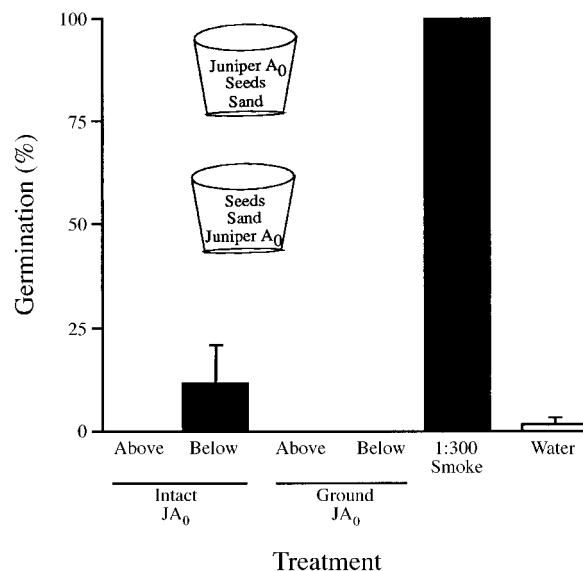 100
Juniper A0
Seeds
Sand
75
Seeds
Sand
Juniper A0
50
25
0
Germination (%)
Above Below Above Below 1:300 Smoke Water
Intact JA0
Ground JA0
Treatment